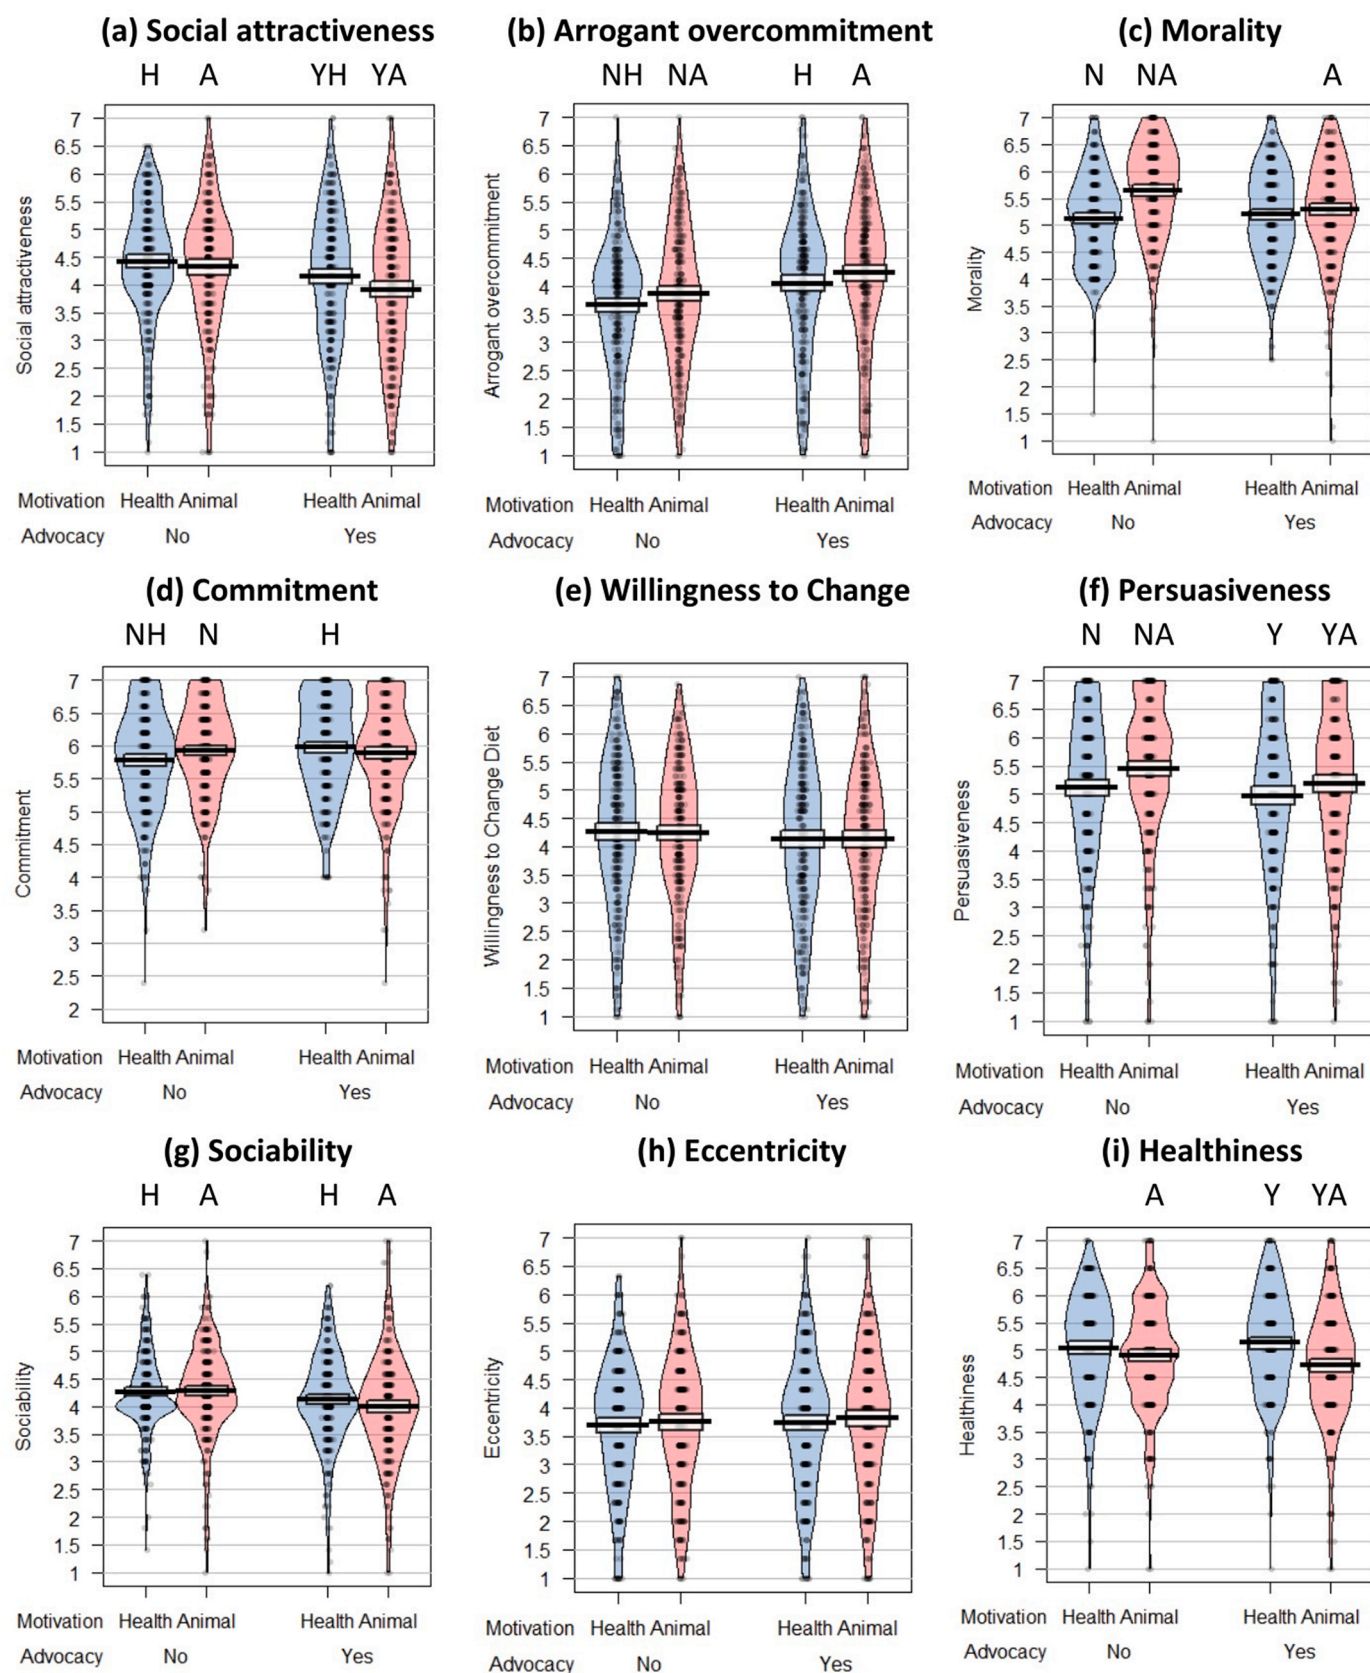 (a) Social attractiveness
H A YH YA
Social attractiveness
7
6.5
6
5.5
5
4.5
4
3.5
3
2.5
2
1.5
1
Motivation Health Animal Health Animal
Advocacy No Yes
(b) Arrogant overcommitment
NH NA H A
Arrogant overcommitment
7
6.5
6
5.5
5
4.5
4
3.5
3
2.5
2
1.5
1
Motivation Health Animal Health Animal
Advocacy No Yes
(c) Morality
N NA A
Morality
7
6.5
6
5.5
5
4.5
4
3.5
3
2.5
2
1.5
1
Motivation Health Animal Health Animal
Advocacy No Yes
(d) Commitment
NH N H
Commitment
7
6.5
6
5.5
5
4.5
4
3.5
3
2.5
2
Motivation Health Animal Health Animal
Advocacy No Yes
(e) Willingness to Change
Willingness to Change Diet
7
6.5
6
5.5
5
4.5
4
3.5
3
2.5
2
1.5
1
Motivation Health Animal Health Animal
Advocacy No Yes
(f) Persuasiveness
N NA Y YA
Persuasiveness
7
6.5
6
5.5
5
4.5
4
3.5
3
2.5
2
1.5
1
Motivation Health Animal Health Animal
Advocacy No Yes
(g) Sociability
H A H A
Sociability
7
6.5
6
5.5
5
4.5
4
3.5
3
2.5
2
1.5
1
Motivation Health Animal Health Animal
Advocacy No Yes
(h) Eccentricity
Eccentricity
7
6.5
6
5.5
5
4.5
4
3.5
3
2.5
2
1.5
1
Motivation Health Animal Health Animal
Advocacy No Yes
(i) Healthiness
A Y YA
Healthiness
7
6.5
6
5.5
5
4.5
4
3.5
3
2.5
2
1.5
1
Motivation Health Animal Health Animal
Advocacy No Yes